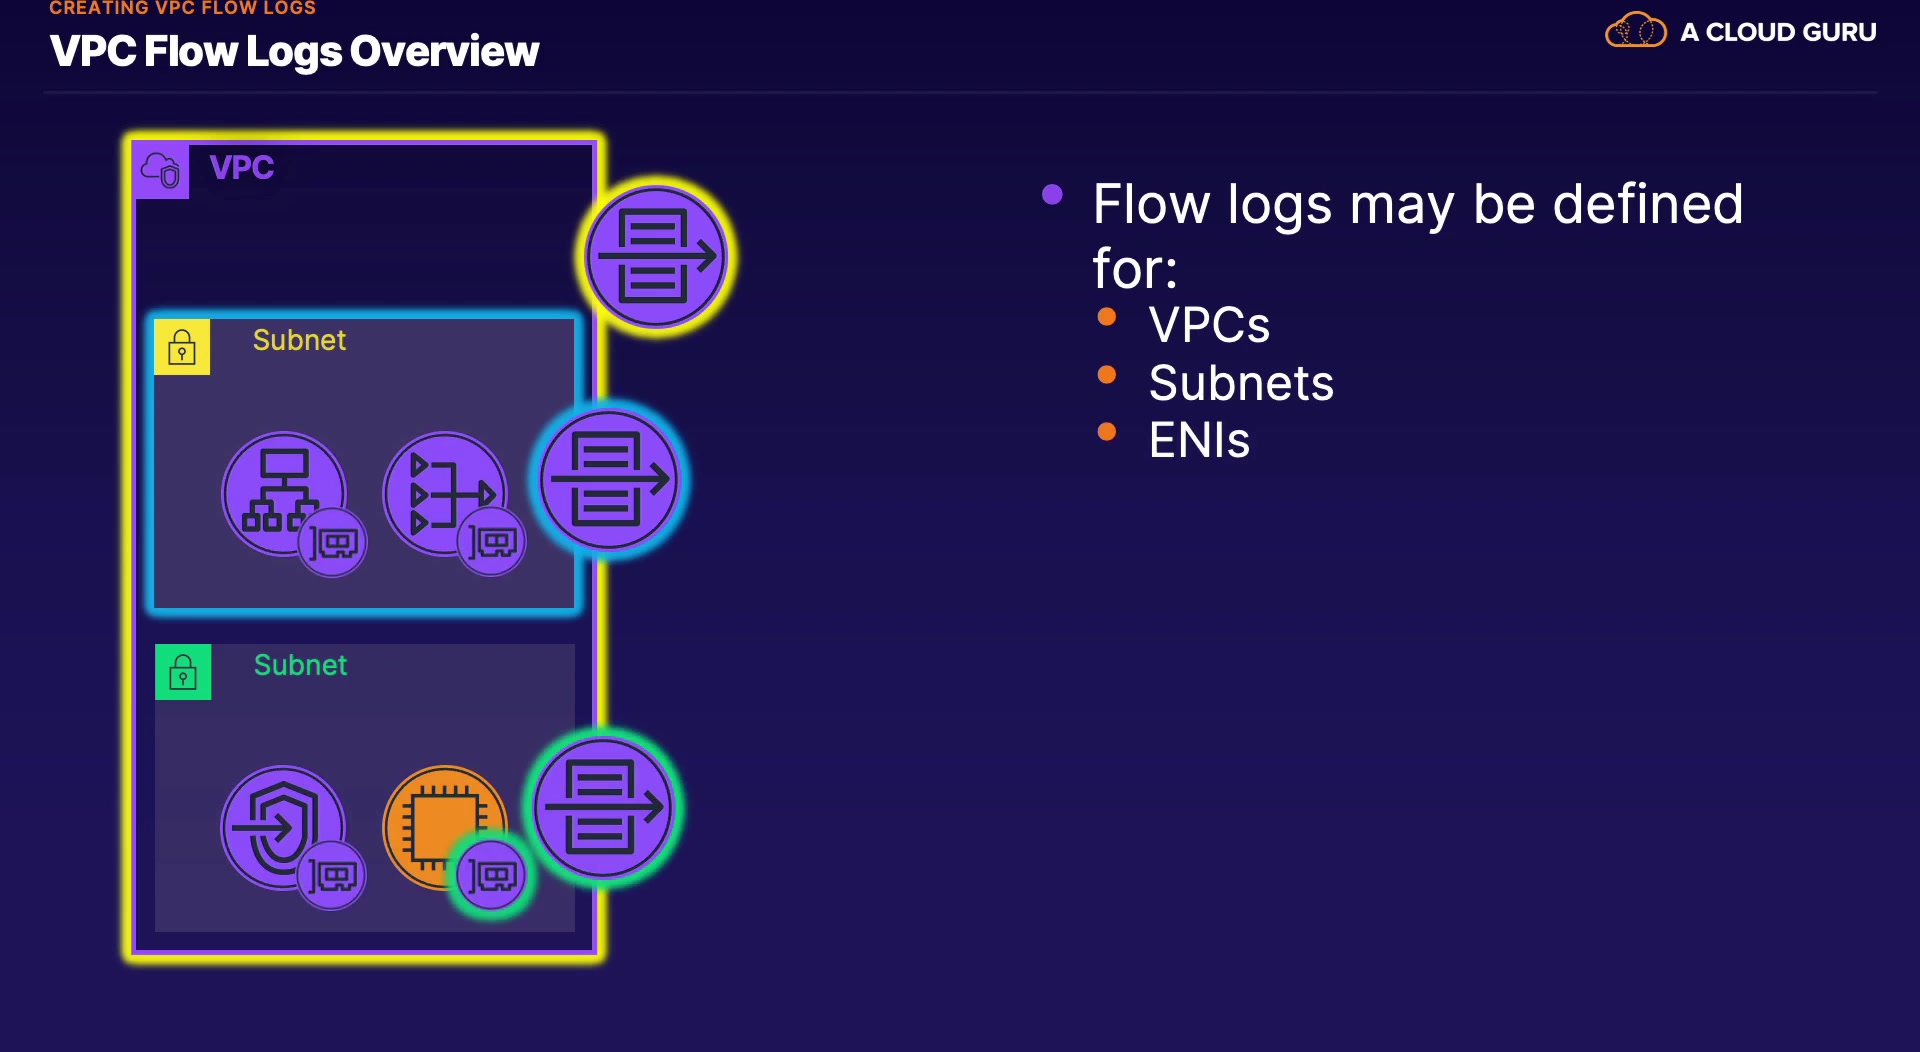 CREATING VPC FLOW LOGS
VPC Flow Logs Overview
A CLOUD GURU
VPC
Subnet
Subnet
Flow logs may be defined
for:
VPCs
Subnets
ENIs